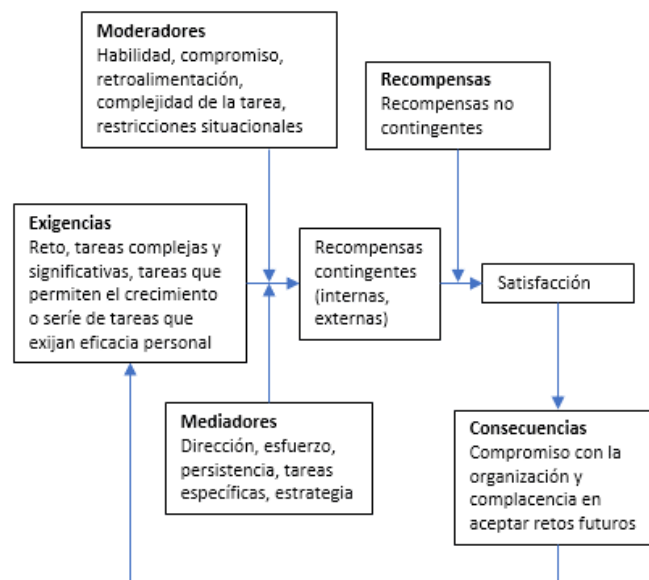 Moderadores
Habilidad, compromiso,
retroalimentación,
complejidad de la tarea,
restricciones situacionales
Recompensas
Recompensas no
contingentes
Exigencias
Reto, tareas complejas y
significativas, tareas que
permiten el crecimiento
o seríe de tareas que
exijan eficacia personal
Recompensas
contingentes
(internas,
externas)
Satisfacción
Mediadores
Dirección, esfuerzo,
persistencia, tareas
específicas, estrategia
Consecuencias
Compromiso con la
organización y
complacencia en
aceptar retos futuros